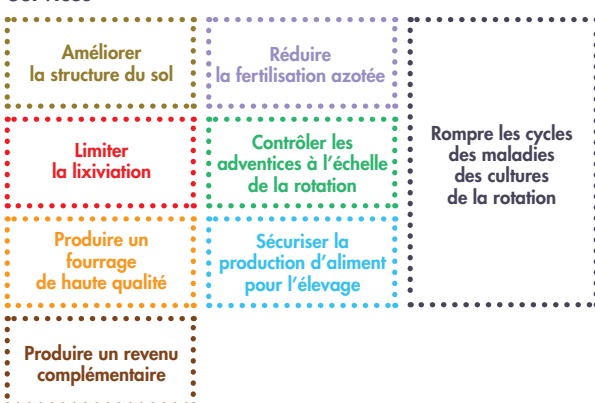 Améliorer
la structure du sol
Réduire
la fertilisation azotée
Limiter
la lixiviation
Contrôler les
adventices à l'échelle
de la rotation
Rompre les cycles
des maladies
des cultures
de la rotation
Produire un
fourrage
de haute qualité
Sécuriser la
production d'aliment
pour l'élevage
Produire un revenu
complémentaire